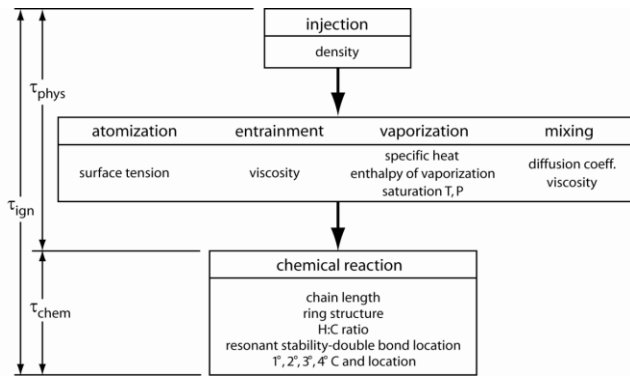 injection
density
τphys
atomization entrainment vaporization mixing
surface tension viscosity specific heat
enthalpy of vaporization
saturation T, P diffusion coeff.
viscosity
τign
chemical reaction
τchem
chain length
ring structure
H:C ratio
resonant stability-double bond location
1°, 2°, 3°, 4° C and location